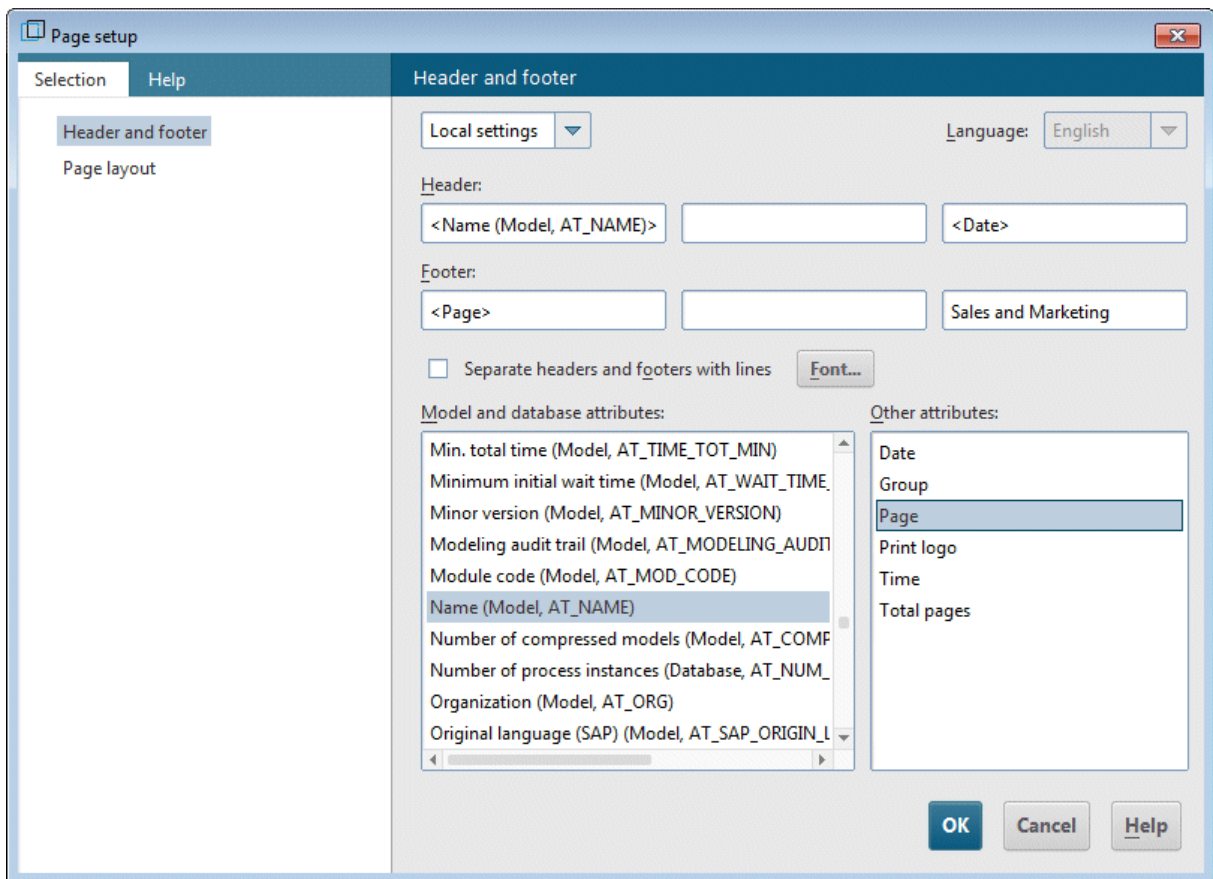 Page setup
Selection Help
Header and footer
Header and footer
Page layout
Local settings
Language: English
Header:
<Name (Model, AT_NAME)> <Date>
Footer:
<Page> Sales and Marketing
Separate headers and footers with lines Font...
Model and database attributes: Other attributes:
Min. total time (Model, AT_TIME_TOT_MIN)
Minimum initial wait time (Model, AT_WAIT_TIME_
Minor version (Model, AT_MINOR_VERSION)
Modeling audit trail (Model, AT_MODELING_AUDIT
Module code (Model, AT_MOD_CODE)
Name (Model, AT_NAME)
Number of compressed models (Model, AT_COMP
Number of process instances (Database, AT_NUM_
Organization (Model, AT_ORG)
Original language (SAP) (Model, AT_SAP_ORIGIN_L
Date
Group
Page
Print logo
Time
Total pages
OK Cancel Help